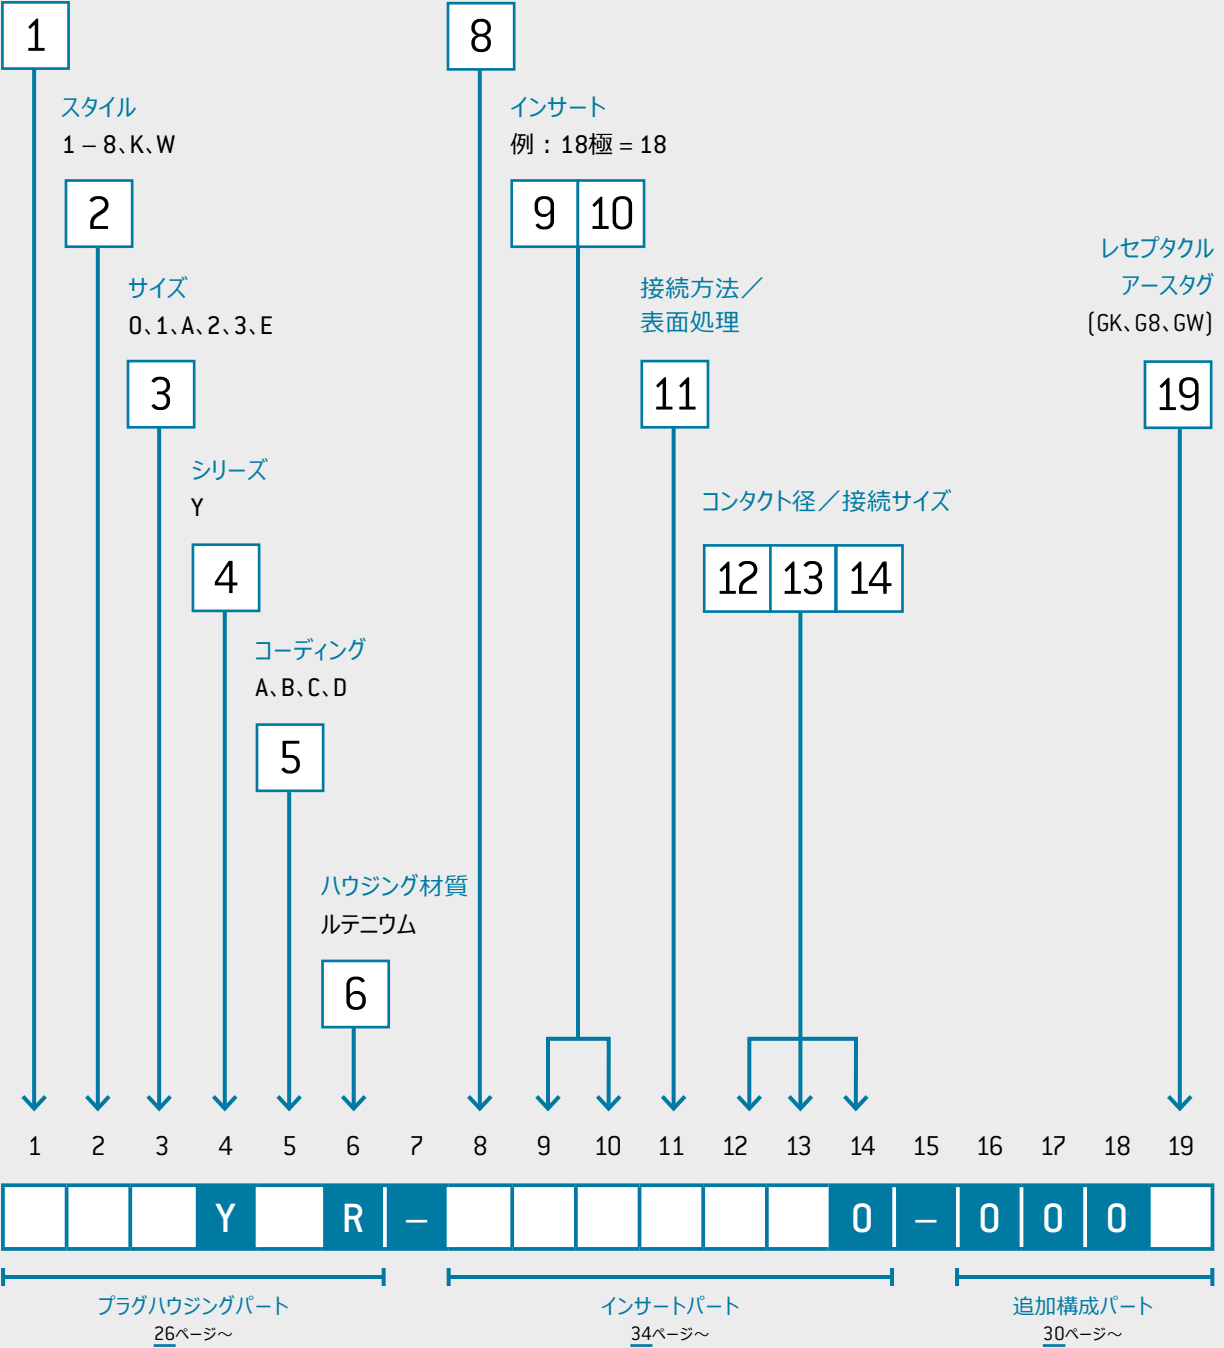 1
8
スタイル
1 – 8、K、W
インサート
例：18極 = 18
2
9 10
レセプタクル
アースタグ
(GK、G8、GW)
サイズ
0、1、A、2、3、E
接続方法／
表面処理
3
11
19
シリーズ
Y
コンタクト径／接続サイズ
4
12 13 14
コーディング
A、B、C、D
5
ハウジング材質
ルテニウム
6
1 2 3 4 5 6 7 8 9 10 11 12 13 14 15 16 17 18 19
Y R – 0 – 0 0 0
プラグハウジングパート
26ページ～
インサートパート
34ページ～
追加構成パート
30ページ～